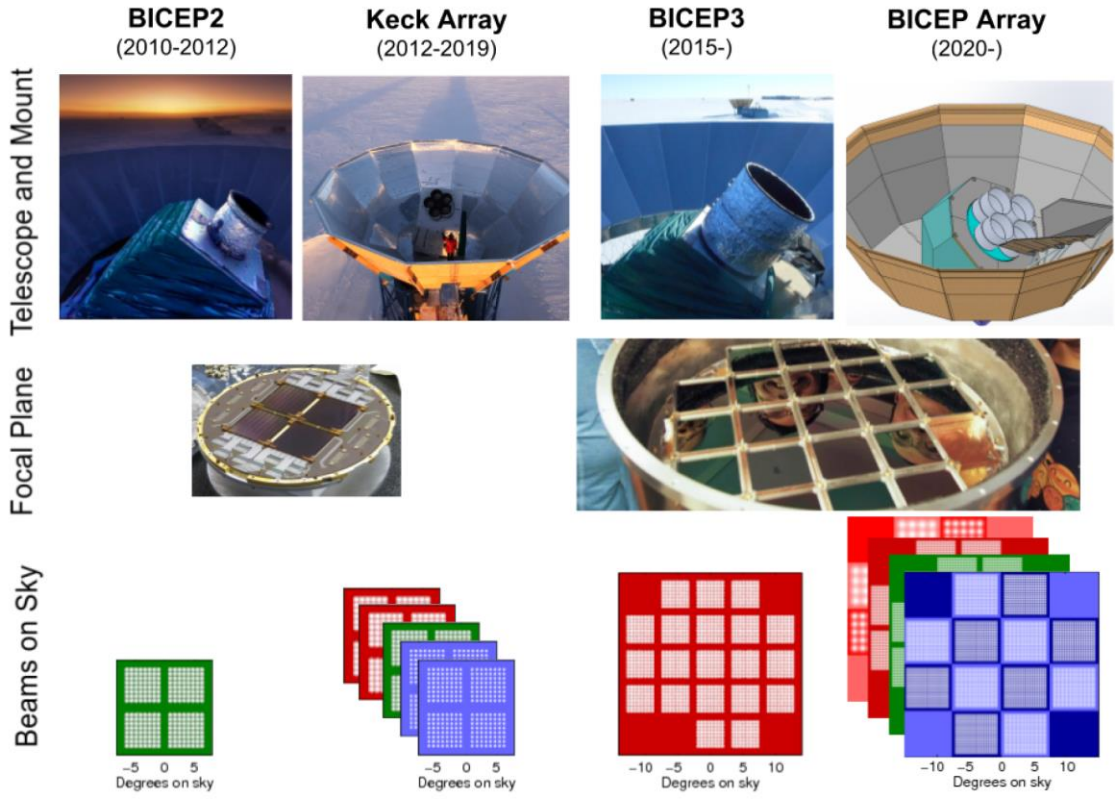 BICEP2
(2010-2012)
Keck Array
(2012-2019)
BICEP3
(2015-)
BICEP Array
(2020-)
Telescope and Mount
Focal Plane
Beams on Sky
−5 0 5
Degrees on sky
−5 0 5
Degrees on sky
−10 −5 0 5 10
Degrees on sky
−10 −5 0 5 10
Degrees on sky